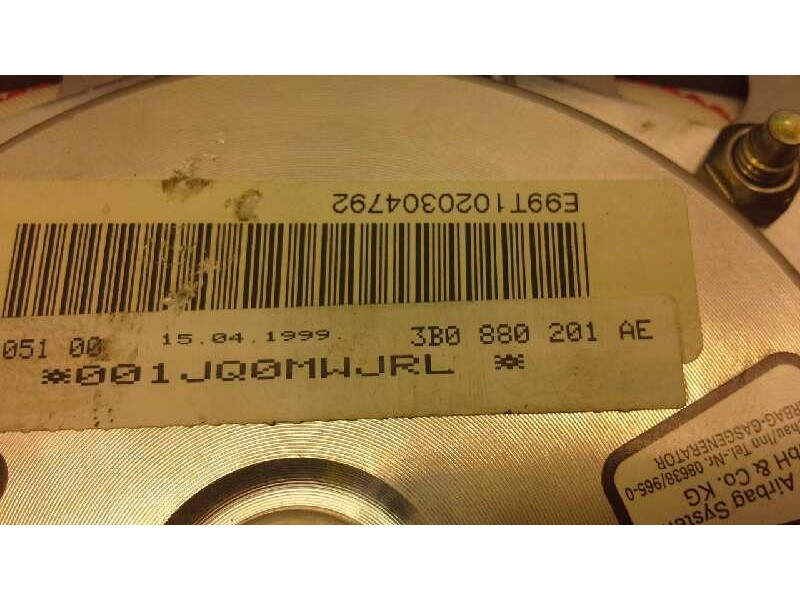 E99T1020304792
051 00 15.04.1999. 3B0 880 201 AE
*001JQ0MWJRL *
Airbag System
bH & Co. KG
hau/Inn Tel.-Nr. 08638/965-0
RBAG-GASGENERATOR